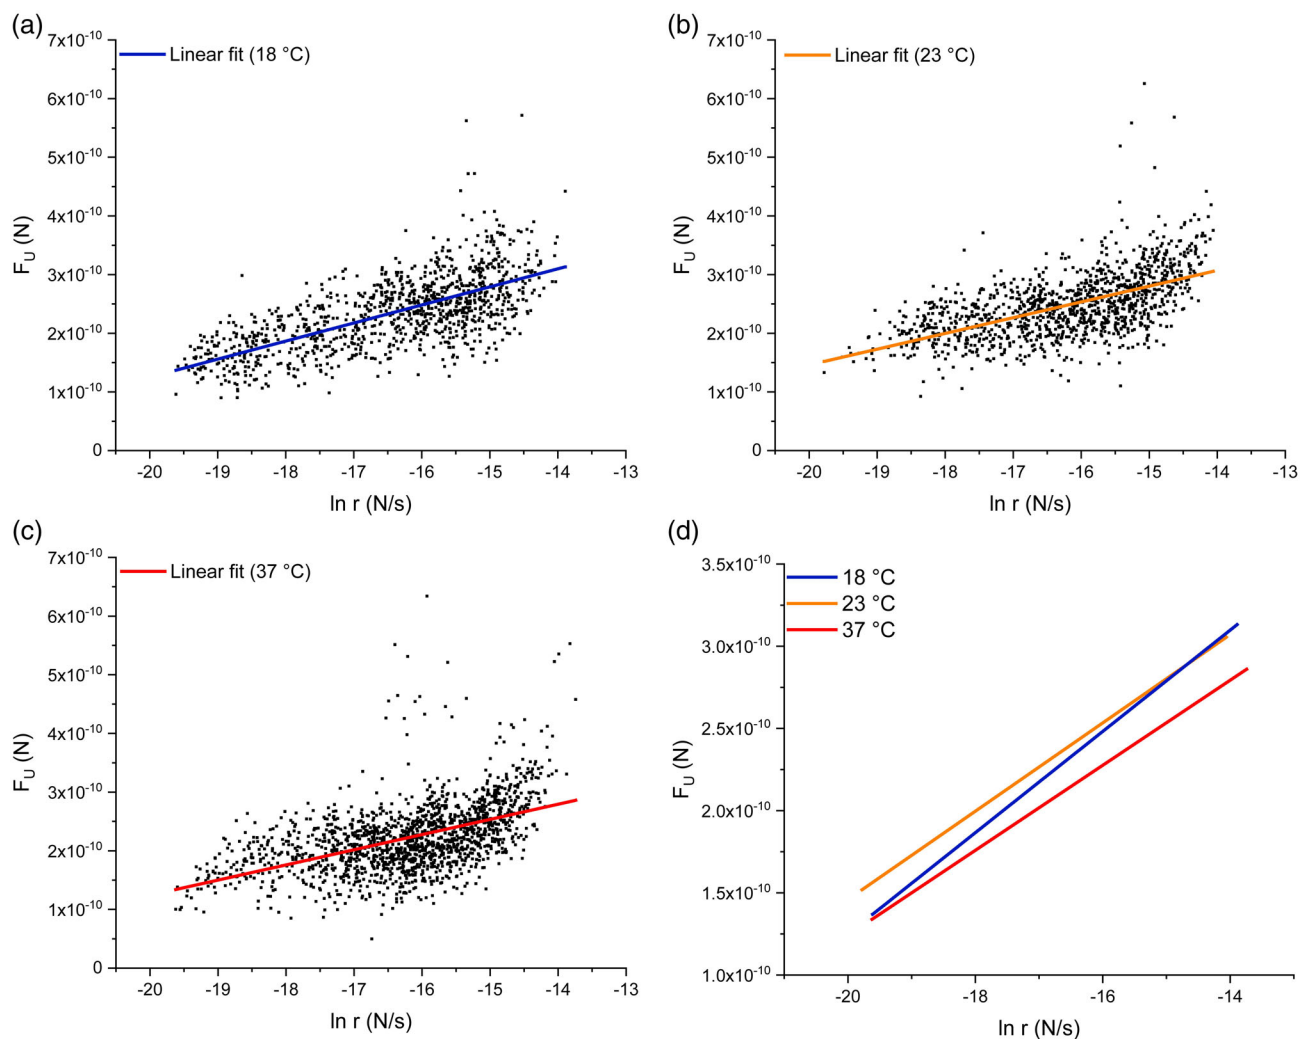 (a)
7x10-10
Linear fit (18 °C)
6x10-10
5x10-10
4x10-10
3x10-10
2x10-10
1x10-10
0
FU (N)
-20 -19 -18 -17 -16 -15 -14 -13
ln r (N/s)
(b)
7x10-10
Linear fit (23 °C)
6x10-10
5x10-10
4x10-10
3x10-10
2x10-10
1x10-10
0
FU (N)
-20 -19 -18 -17 -16 -15 -14 -13
ln r (N/s)
(c)
7x10-10
Linear fit (37 °C)
6x10-10
5x10-10
4x10-10
3x10-10
2x10-10
1x10-10
0
FU (N)
-20 -19 -18 -17 -16 -15 -14 -13
ln r (N/s)
(d)
3.5x10-10
18 °C
23 °C
37 °C
3.0x10-10
2.5x10-10
2.0x10-10
1.5x10-10
1.0x10-10
FU (N)
-20 -18 -16 -14
ln r (N/s)